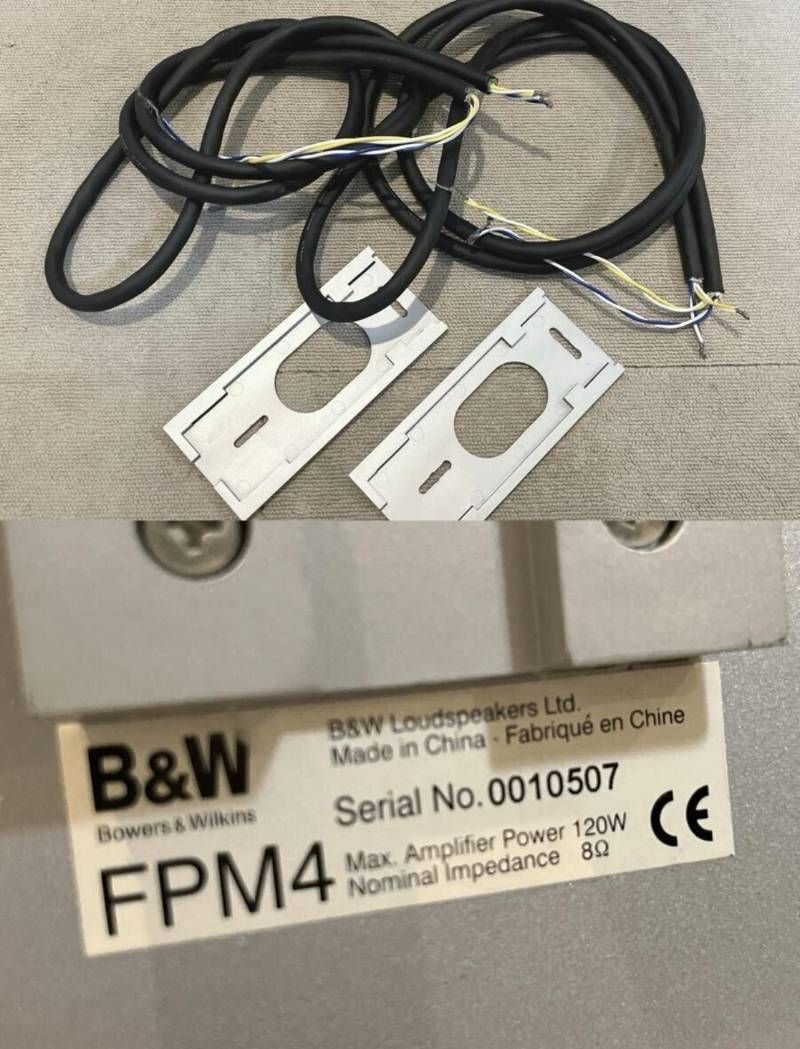 B&W
Bowers & Wilkins
FPM4
B&W Loudspeakers Ltd.
Made in China - Fabriqué en Chine
Serial No. 0010507
Max. Amplifier Power 120W
Nominal Impedance 8Ω
CE